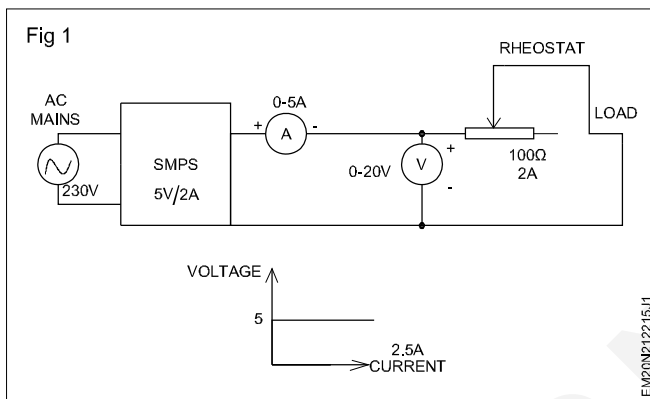 Fig 1
RHEOSTAT
AC
MAINS
0-5A
LOAD
+ A -
SMPS
5V/2A
230V
0-20V
V
+
-
100Ω
2A
VOLTAGE
5
2.5A
CURRENT
EM20N212215J1